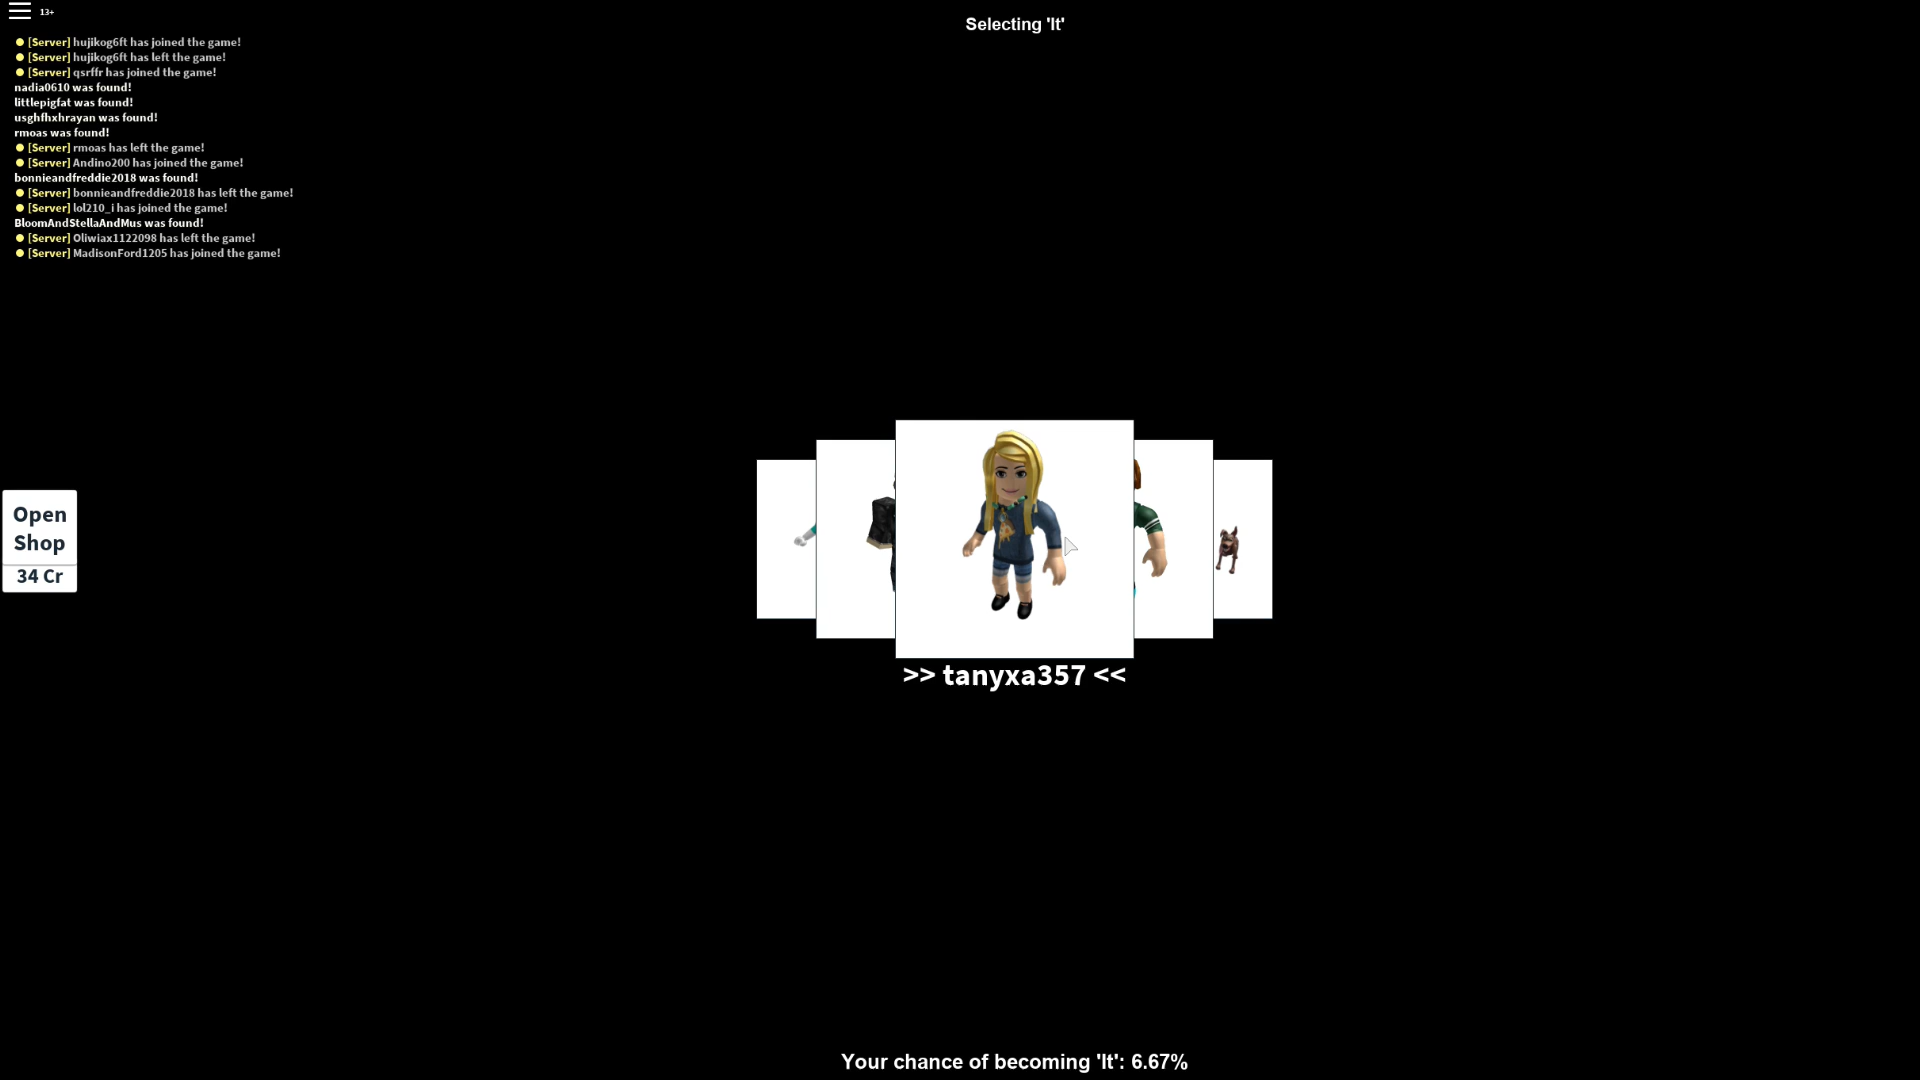 13+
Selecting 'It'
[Server] hujikog6ft has joined the game!
[Server] hujikog6ft has left the game!
[Server] qsrffr has joined the game!
nadia0610 was found!
littlepigfat was found!
usghfhxhrayan was found!
rmoas was found!
[Server] rmoas has left the game!
[Server] Andino200 has joined the game!
bonnieandfreddie2018 was found!
[Server] bonnieandfreddie2018 has left the game!
[Server] lol210_i has joined the game!
BloomAndStellaAndMus was found!
[Server] Oliwiax1122098 has left the game!
[Server] MadisonFord1205 has joined the game!
Open
Shop
34 Cr
>> tanyxa357 <<
Your chance of becoming 'It': 6.67%